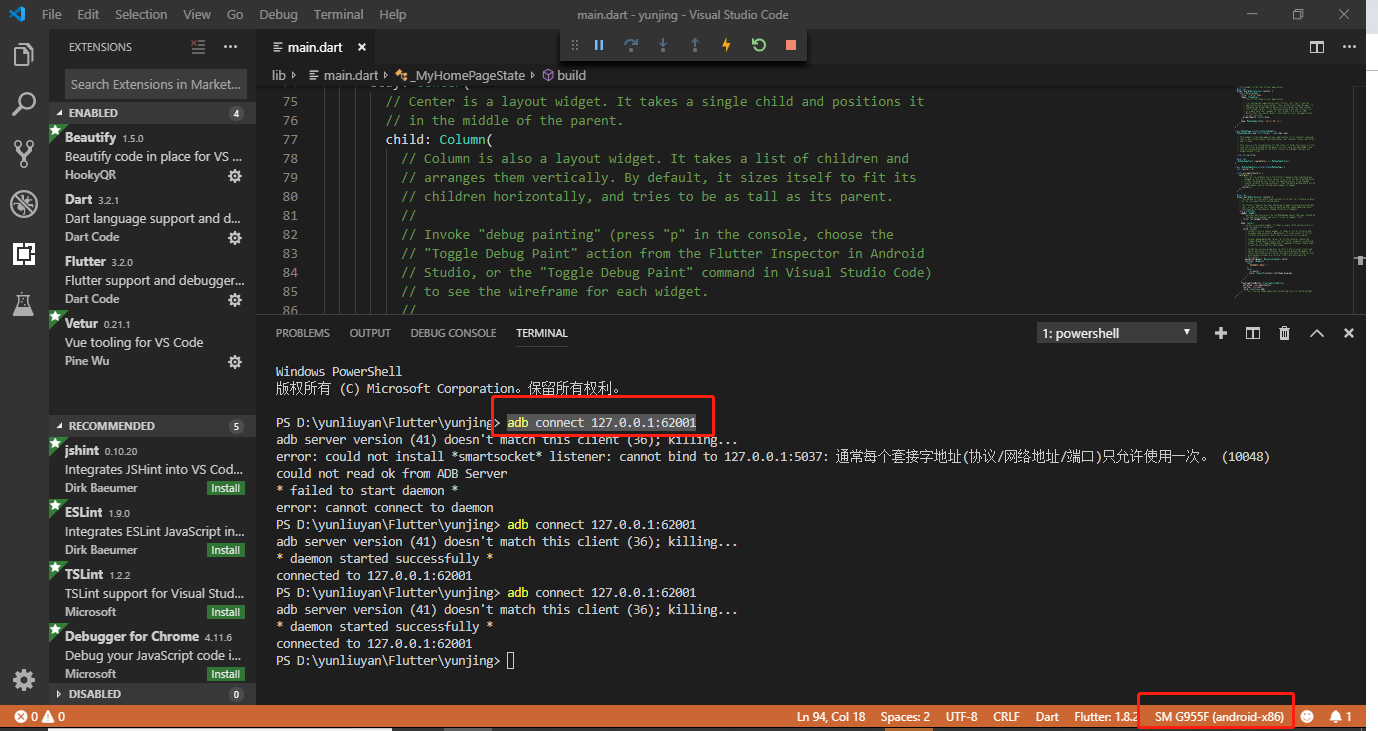 File Edit Selection View Go Debug Terminal Help
main.dart - yunjing - Visual Studio Code
EXTENSIONS
Search Extensions in Market...
ENABLED 4
Beautify 1.5.0
Beautify code in place for VS ...
HookyQR
Dart 3.2.1
Dart language support and d...
Dart Code
Flutter 3.2.0
Flutter support and debugger...
Dart Code
Vetur 0.21.1
Vue tooling for VS Code
Pine Wu
RECOMMENDED 5
jshint 0.10.20
Integrates JSHint into VS Cod...
Dirk Baeumer Install
ESLint 1.9.0
Integrates ESLint JavaScript in...
Dirk Baeumer Install
TSLint 1.2.2
TSLint support for Visual Stud...
Microsoft Install
Debugger for Chrome 4.11.6
Debug your JavaScript code i...
Microsoft Install
DISABLED 0
main.dart
lib main.dart _MyHomePageState build
75 // Center is a layout widget. It takes a single child and positions it
76 // in the middle of the parent.
77 child: Column(
78 // Column is also a layout widget. It takes a list of children and
79 // arranges them vertically. By default, it sizes itself to fit its
80 // children horizontally, and tries to be as tall as its parent.
81 //
82 // Invoke "debug painting" (press "p" in the console, choose the
83 // "Toggle Debug Paint" action from the Flutter Inspector in Android
84 // Studio, or the "Toggle Debug Paint" command in Visual Studio Code)
85 // to see the wireframe for each widget.
86 //
PROBLEMS OUTPUT DEBUG CONSOLE TERMINAL
1: powershell
Windows PowerShell
版权所有 (C) Microsoft Corporation。保留所有权利。
PS D:\yunliuyan\Flutter\yunjing> adb connect 127.0.0.1:62001
adb server version (41) doesn't match this client (36); killing...
error: could not install *smartsocket* listener: cannot bind to 127.0.0.1:5037: 通常每个套接字地址(协议/网络地址/端口)只允许使用一次。 (10048)
could not read ok from ADB Server
* failed to start daemon *
error: cannot connect to daemon
PS D:\yunliuyan\Flutter\yunjing> adb connect 127.0.0.1:62001
adb server version (41) doesn't match this client (36); killing...
* daemon started successfully *
connected to 127.0.0.1:62001
PS D:\yunliuyan\Flutter\yunjing> adb connect 127.0.0.1:62001
adb server version (41) doesn't match this client (36); killing...
* daemon started successfully *
connected to 127.0.0.1:62001
PS D:\yunliuyan\Flutter\yunjing>
0 0 Ln 94, Col 18 Spaces: 2 UTF-8 CRLF Dart Flutter: 1.8.2 SM G955F (android-x86) 1